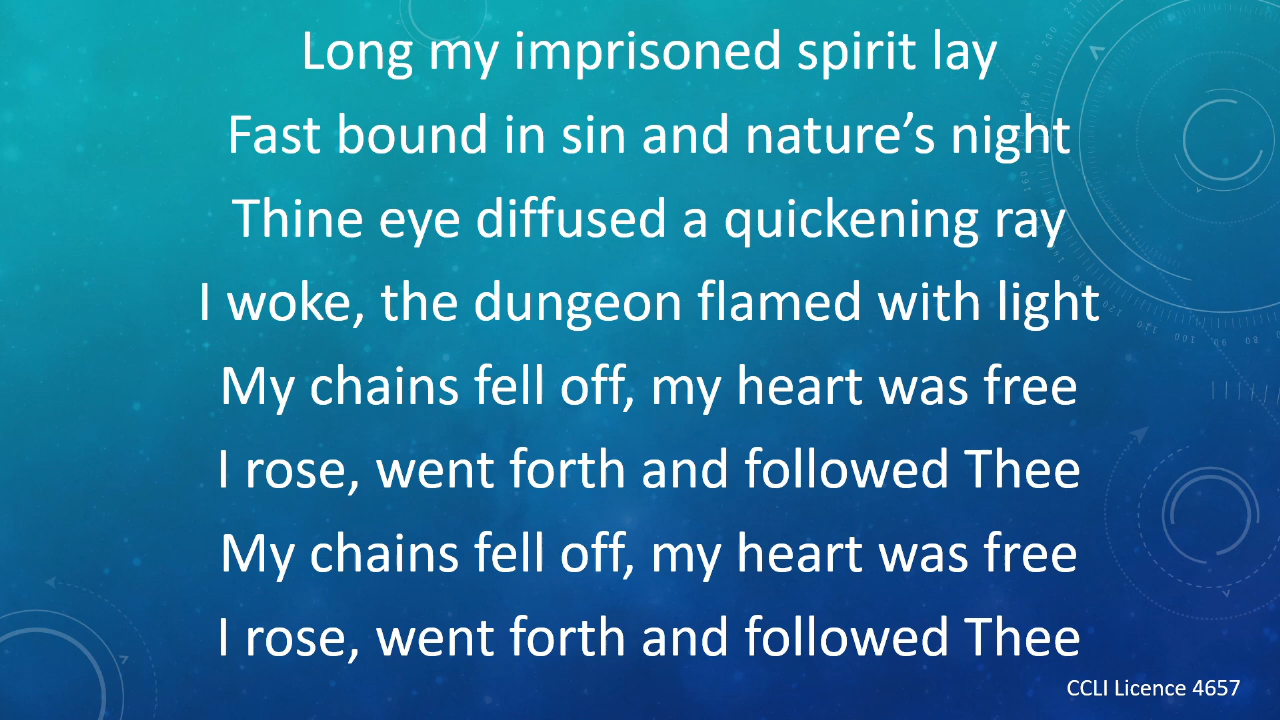 Long my imprisoned spirit lay
Fast bound in sin and nature’s night
Thine eye diffused a quickening ray
I woke, the dungeon flamed with light
My chains fell off, my heart was free
I rose, went forth and followed Thee
My chains fell off, my heart was free
I rose, went forth and followed Thee
CCLI Licence 4657